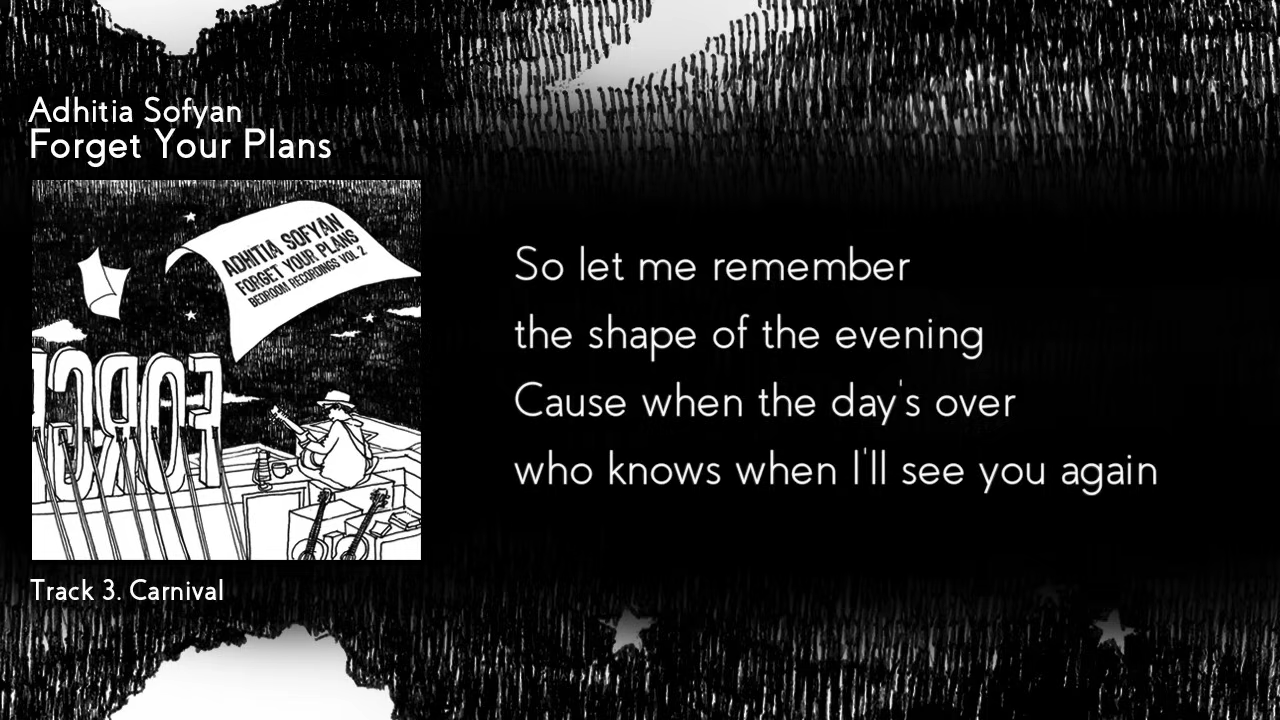 Adhitia Sofyan
Forget Your Plans
ADHITIA SOFYAN
FORGET YOUR PLANS
BEDROOM RECORDINGS VOL 2
FORG
Track 3. Carnival
So let me remember
the shape of the evening
Cause when the day's over
who knows when I'll see you again